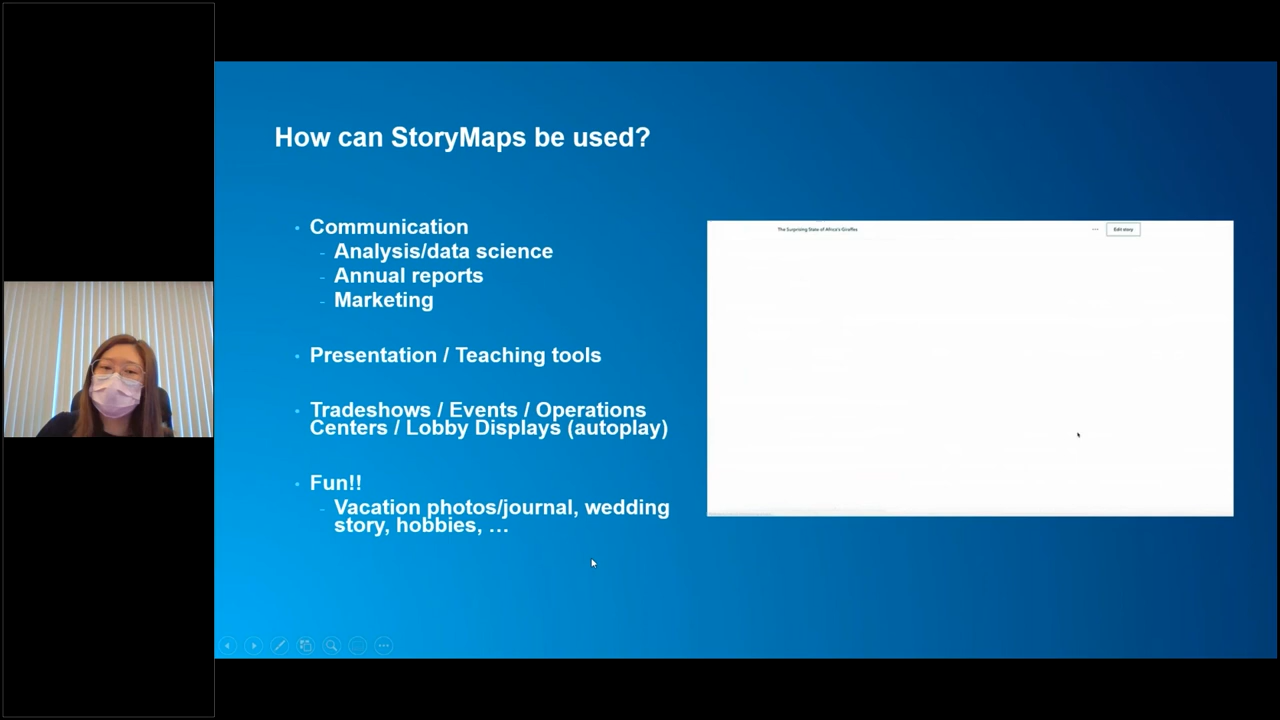 How can StoryMaps be used?
Communication
Analysis/data science
Annual reports
Marketing
Presentation / Teaching tools
Tradeshows / Events / Operations
Centers / Lobby Displays (autoplay)
Fun!!
Vacation photos/journal, wedding
story, hobbies, …
The Surprising State of Africa's Giraffes
Edit story